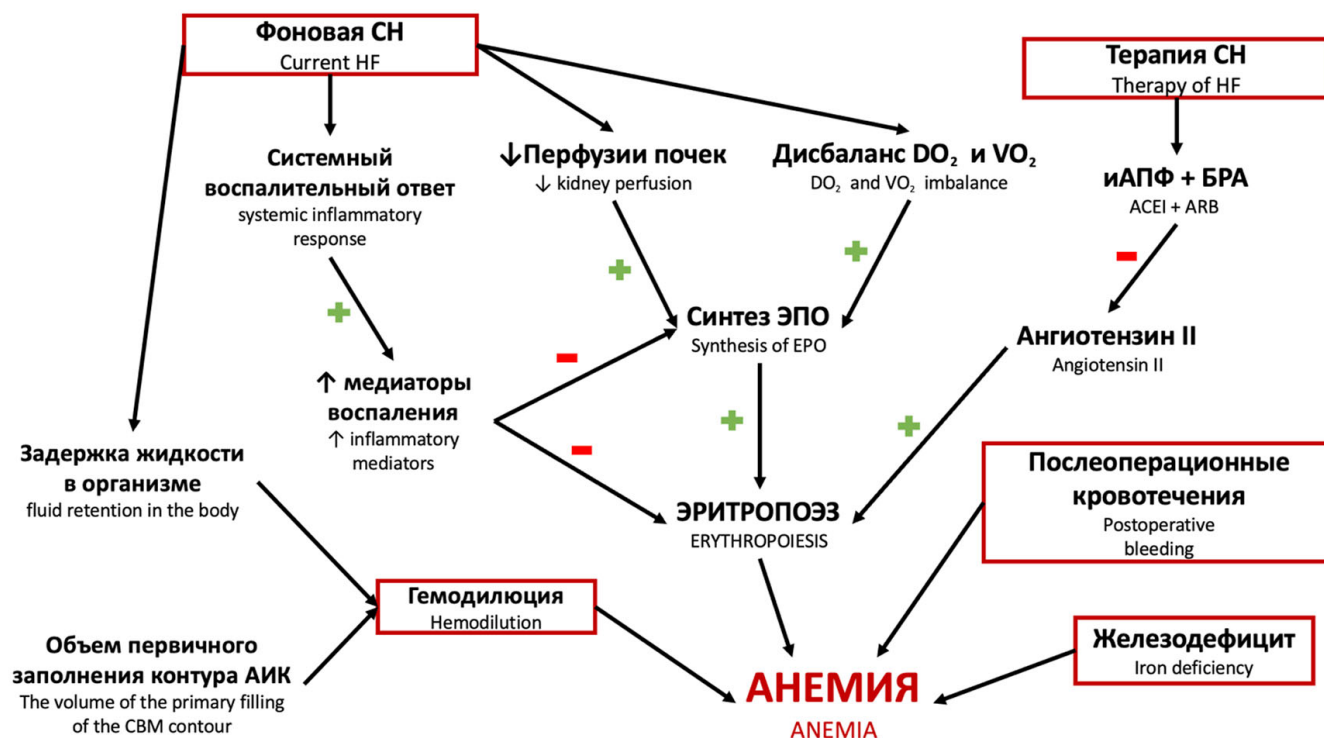 Фоновая СН
Current HF
Терапия СН
Therapy of HF
Системный
воспалительный ответ
systemic inflammatory
response
↓Перфузии почек
↓ kidney perfusion
Дисбаланс DO₂ и VO₂
DO₂ and VO₂ imbalance
иАПФ + БРА
ACEI + ARB
+
+
+
−
Синтез ЭПО
Synthesis of EPO
Ангиотензин II
Angiotensin II
↑ медиаторы
воспаления
↑ inflammatory
mediators
−
−
+
+
Задержка жидкости
в организме
fluid retention in the body
Послеоперационные
кровотечения
Postoperative
bleeding
ЭРИТРОПОЭЗ
ERYTHROPOIESIS
Гемодилюция
Hemodilution
Объем первичного
заполнения контура АИК
The volume of the primary filling
of the CBM contour
Железодефицит
Iron deficiency
АНЕМИЯ
ANEMIA